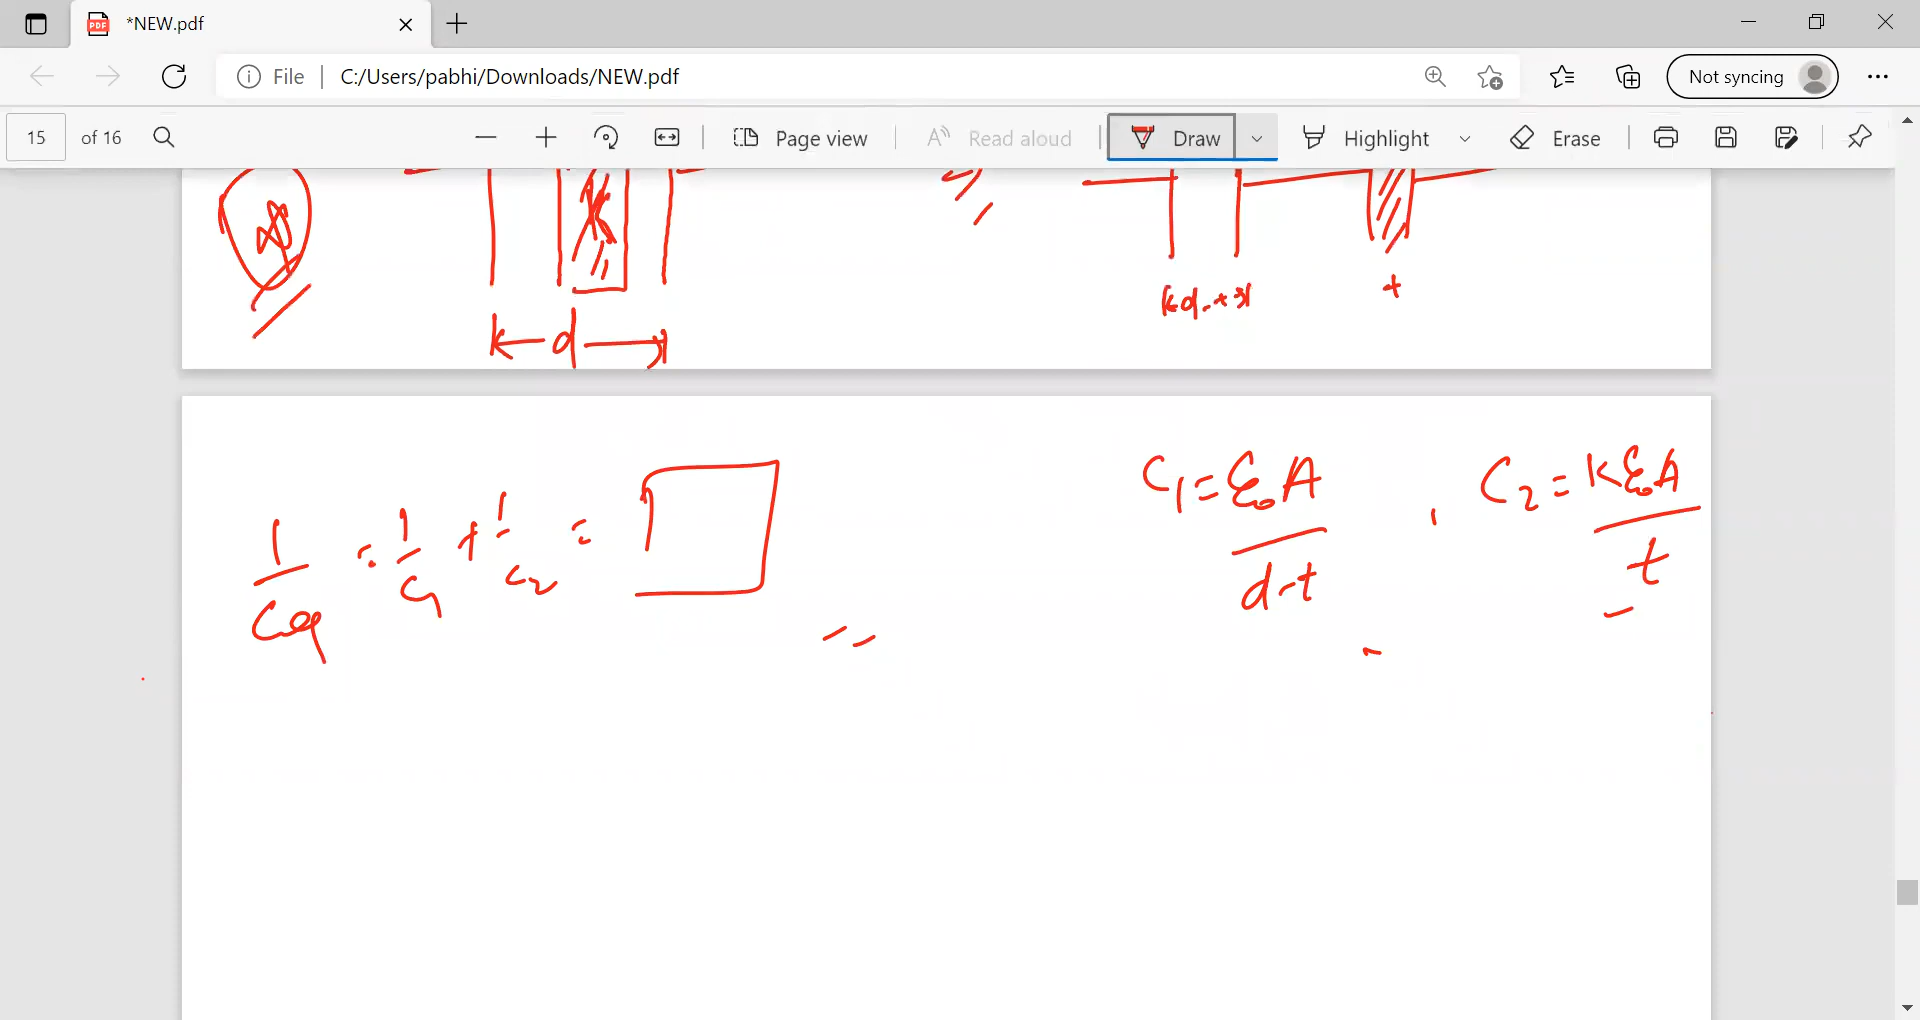 *NEW.pdf
File | C:/Users/pabhi/Downloads/NEW.pdf
Not syncing
15 of 16
Page view
Read aloud
Draw
Highlight
Erase
K
d
d-t
t
1/Ceq = 1/C1 + 1/C2 =
C1 = ε0A/d-t , C2 = kε0A/t